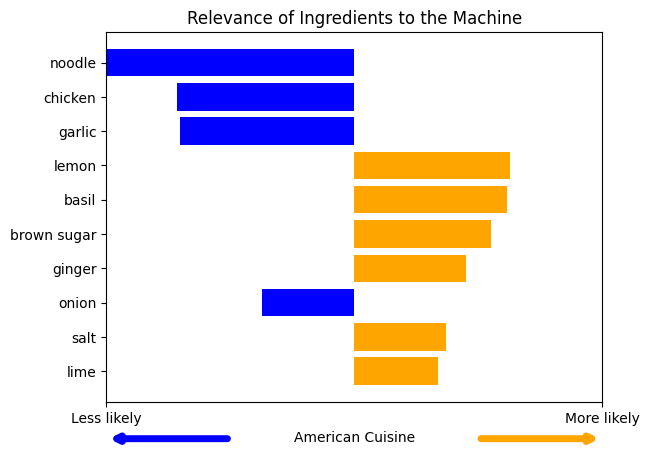 Relevance of Ingredients to the Machine
noodle
chicken
garlic
lemon
basil
brown sugar
ginger
onion
salt
lime
Less likely
More likely
American Cuisine